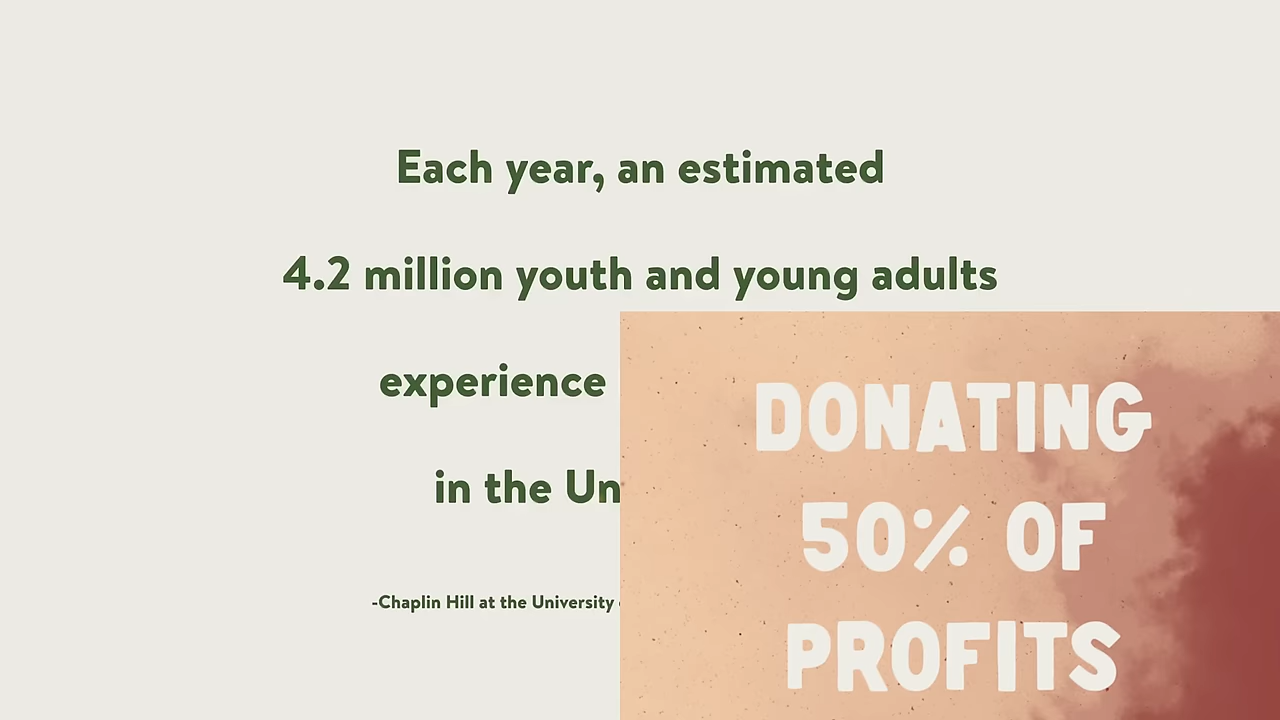 Each year, an estimated
4.2 million youth and young adults
experience
in the Un
-Chaplin Hill at the University
DONATING
50% OF
PROFITS